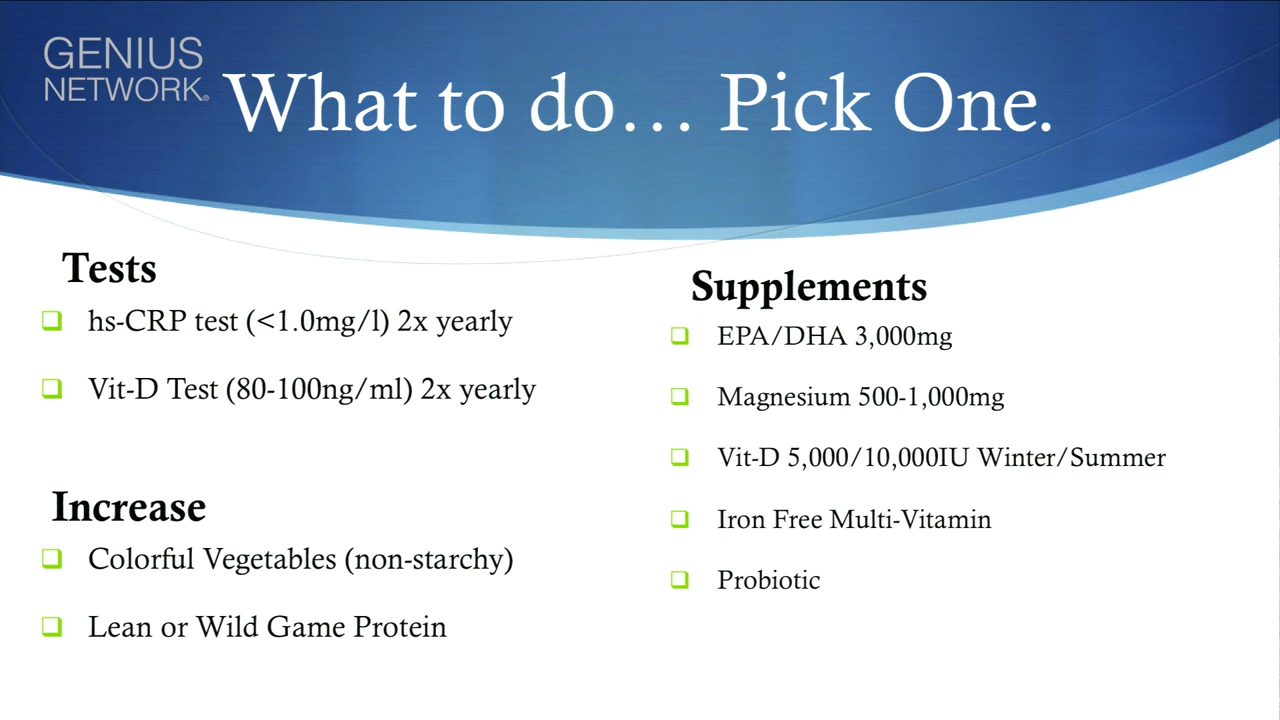 GENIUS
NETWORK®
What to do… Pick One.
Tests
hs-CRP test (<1.0mg/l) 2x yearly
Vit-D Test (80-100ng/ml) 2x yearly
Increase
Colorful Vegetables (non-starchy)
Lean or Wild Game Protein
Supplements
EPA/DHA 3,000mg
Magnesium 500-1,000mg
Vit-D 5,000/10,000IU Winter/Summer
Iron Free Multi-Vitamin
Probiotic